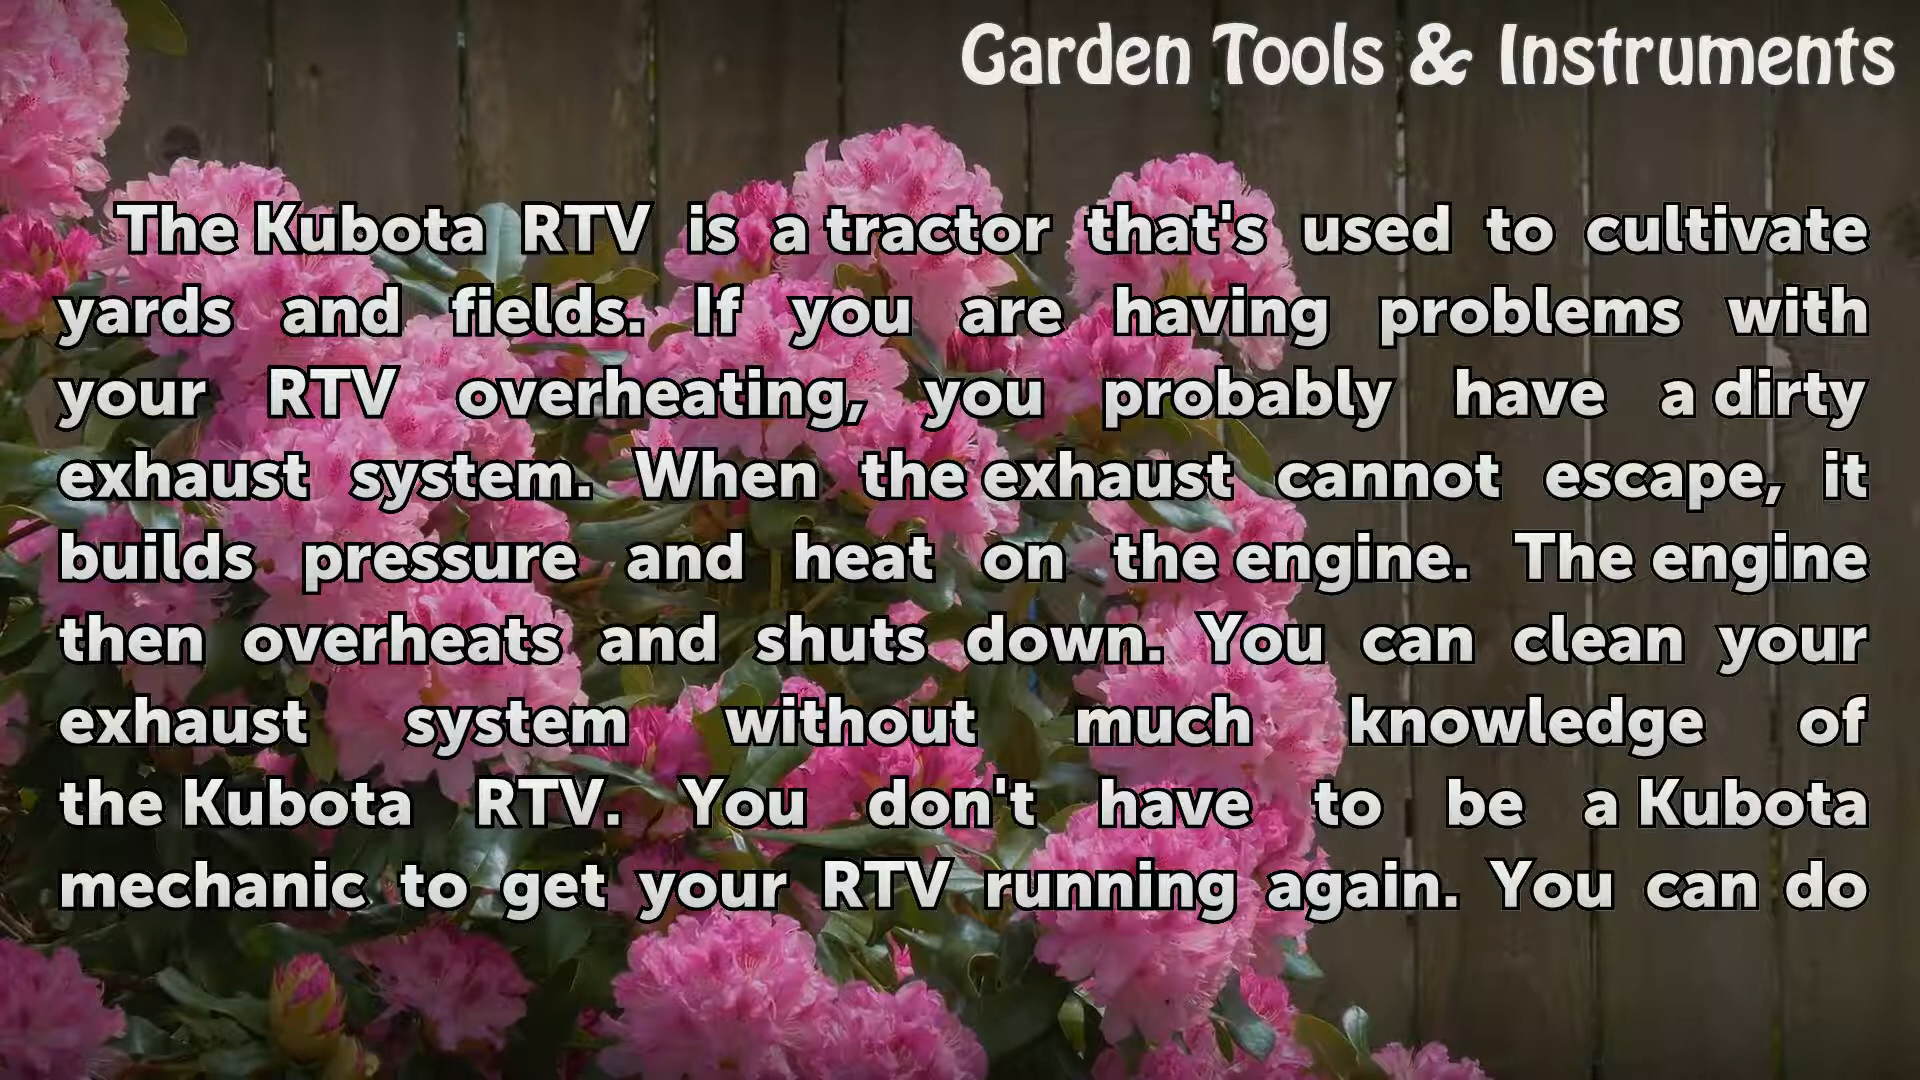 Garden Tools & Instruments
The Kubota RTV is a tractor that's used to cultivate
yards and fields. If you are having problems with
your RTV overheating, you probably have a dirty
exhaust system. When the exhaust cannot escape, it
builds pressure and heat on the engine. The engine
then overheats and shuts down. You can clean your
exhaust system without much knowledge of
the Kubota RTV. You don't have to be a Kubota
mechanic to get your RTV running again. You can do